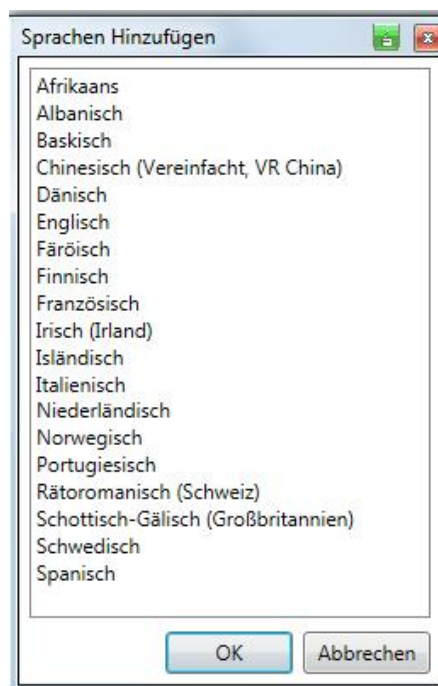 Sprachen Hinzufügen
Afrikaans
Albanisch
Baskisch
Chinesisch (Vereinfacht, VR China)
Dänisch
Englisch
Färöisch
Finnisch
Französisch
Irisch (Irland)
Isländisch
Italienisch
Niederländisch
Norwegisch
Portugiesisch
Rätoromanisch (Schweiz)
Schottisch-Gälisch (Großbritannien)
Schwedisch
Spanisch
OK Abbrechen